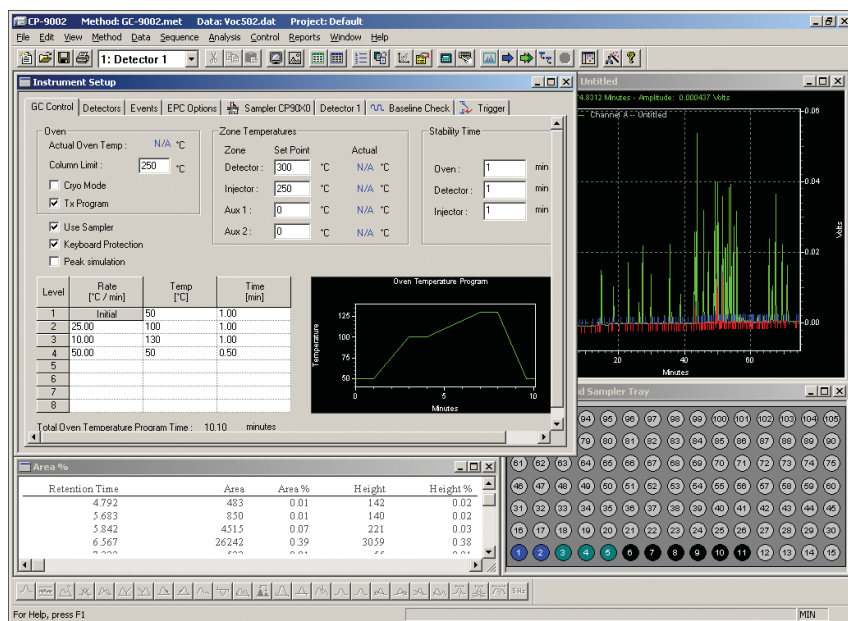 CP-9002 Method: GC-9002.met Data: Voc502.dat Project: Default
File Edit View Method Data Sequence Analysis Control Reports Window Help
1: Detector 1
Instrument Setup
GC Control Detectors Events EPC Options Sampler CP90X0 Detector 1 Baseline Check Trigger
Oven
Actual Oven Temp : N/A °C
Column Limit : 250 °C
Cryo Mode
Tx Program
Use Sampler
Keyboard Protection
Peak simulation
Zone Temperatures
Zone Set Point Actual
Detector : 300 °C N/A °C
Injector : 250 °C N/A °C
Aux 1 : 0 °C N/A °C
Aux 2 : 0 °C N/A °C
Stability Time
Oven : 1 min
Detector : 1 min
Injector : 1 min
Level Rate [°C / min] Temp [°C] Time [min]
1 Initial 50 1.00
2 25.00 100 1.00
3 10.00 130 1.00
4 50.00 50 0.50
5
6
7
8
Oven Temperature Program
Temperature
125
100
75
50
0 5 10
Minutes
Total Oven Temperature Program Time : 10.10 minutes
Untitled
74.8312 Minutes - Amplitude: 0.000437 Volts
Channel A -- Untitled
0.06
0.04
0.02
0.00
Volts
20 40 60
Minutes
Sampler Tray
94 95 96 97 98 99 100 101 102 103 104 105
79 80 81 82 83 84 85 86 87 88 89 90
61 62 63 64 65 66 67 68 69 70 71 72 73 74 75
46 47 48 49 50 51 52 53 54 55 56 57 58 59 60
31 32 33 34 35 36 37 38 39 40 41 42 43 44 45
16 17 18 19 20 21 22 23 24 25 26 27 28 29 30
1 2 3 4 5 6 7 8 9 10 11 12 13 14 15
Area %
Retention Time Area Area % Height Height %
4.792 483 0.01 142 0.02
5.683 850 0.01 140 0.02
5.842 4515 0.07 221 0.03
6.567 26242 0.39 3059 0.38
5 Hz
For Help, press F1
MIN